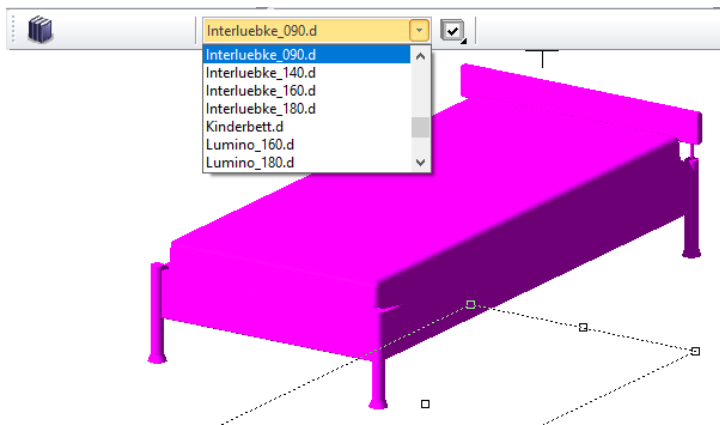 Interluebke_090.d
Interluebke_090.d
Interluebke_140.d
Interluebke_160.d
Interluebke_180.d
Kinderbett.d
Lumino_160.d
Lumino_180.d